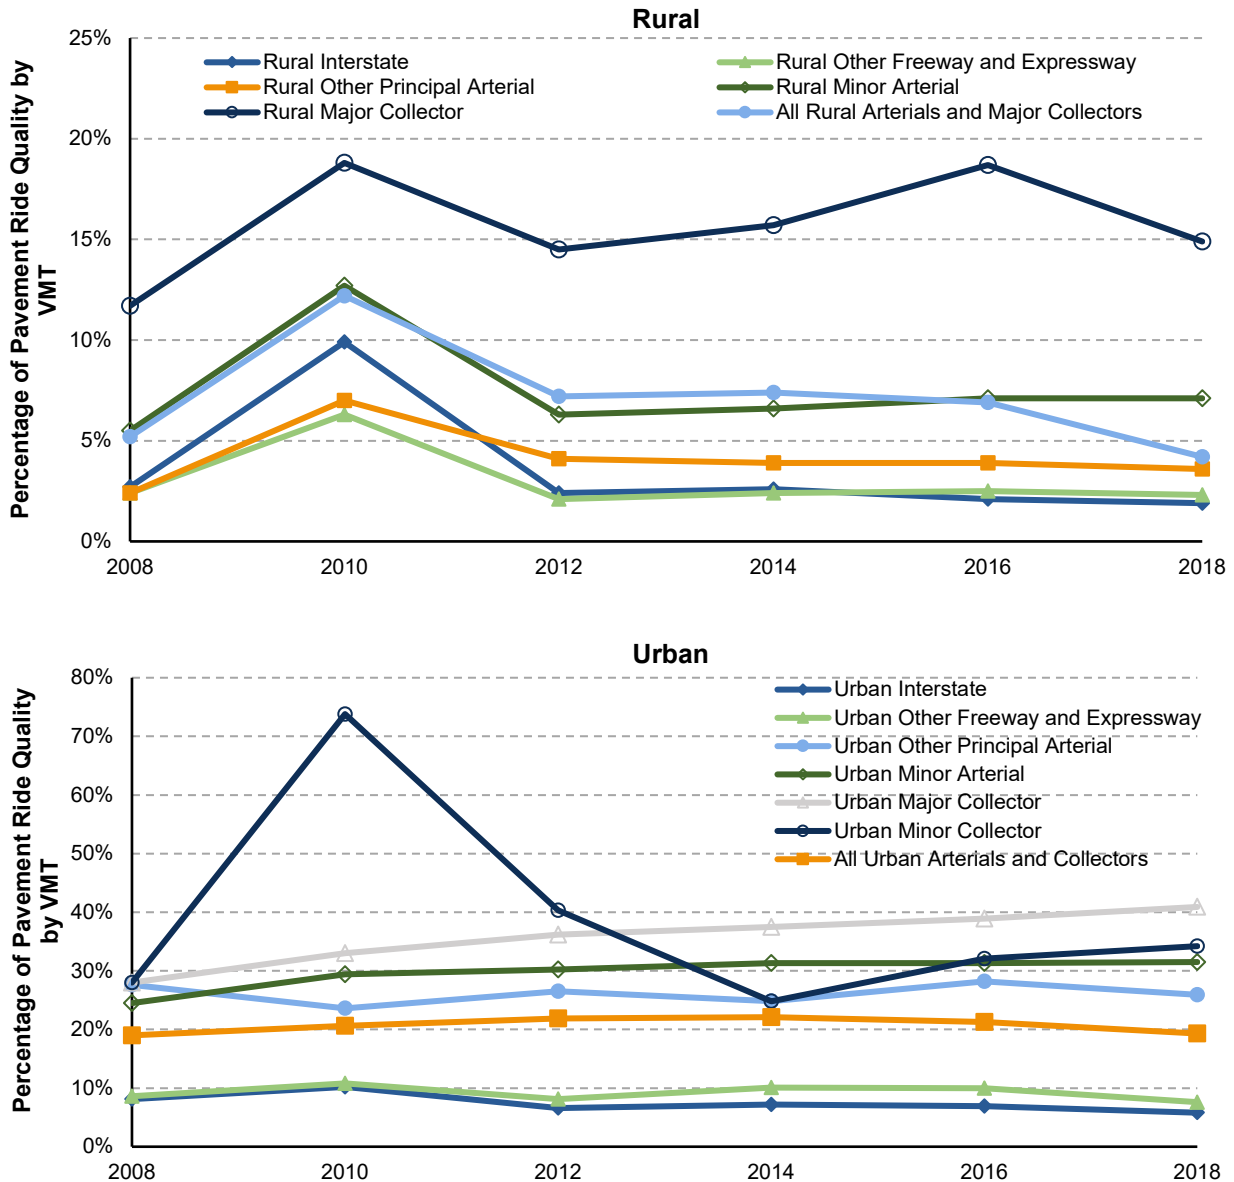 Rural
Percentage of Pavement Ride Quality by
VMT
25%
20%
15%
10%
5%
0%
Rural Interstate
Rural Other Freeway and Expressway
Rural Other Principal Arterial
Rural Minor Arterial
Rural Major Collector
All Rural Arterials and Major Collectors
2008 2010 2012 2014 2016 2018
Urban
Percentage of Pavement Ride Quality
by VMT
80%
70%
60%
50%
40%
30%
20%
10%
0%
Urban Interstate
Urban Other Freeway and Expressway
Urban Other Principal Arterial
Urban Minor Arterial
Urban Major Collector
Urban Minor Collector
All Urban Arterials and Collectors
2008 2010 2012 2014 2016 2018